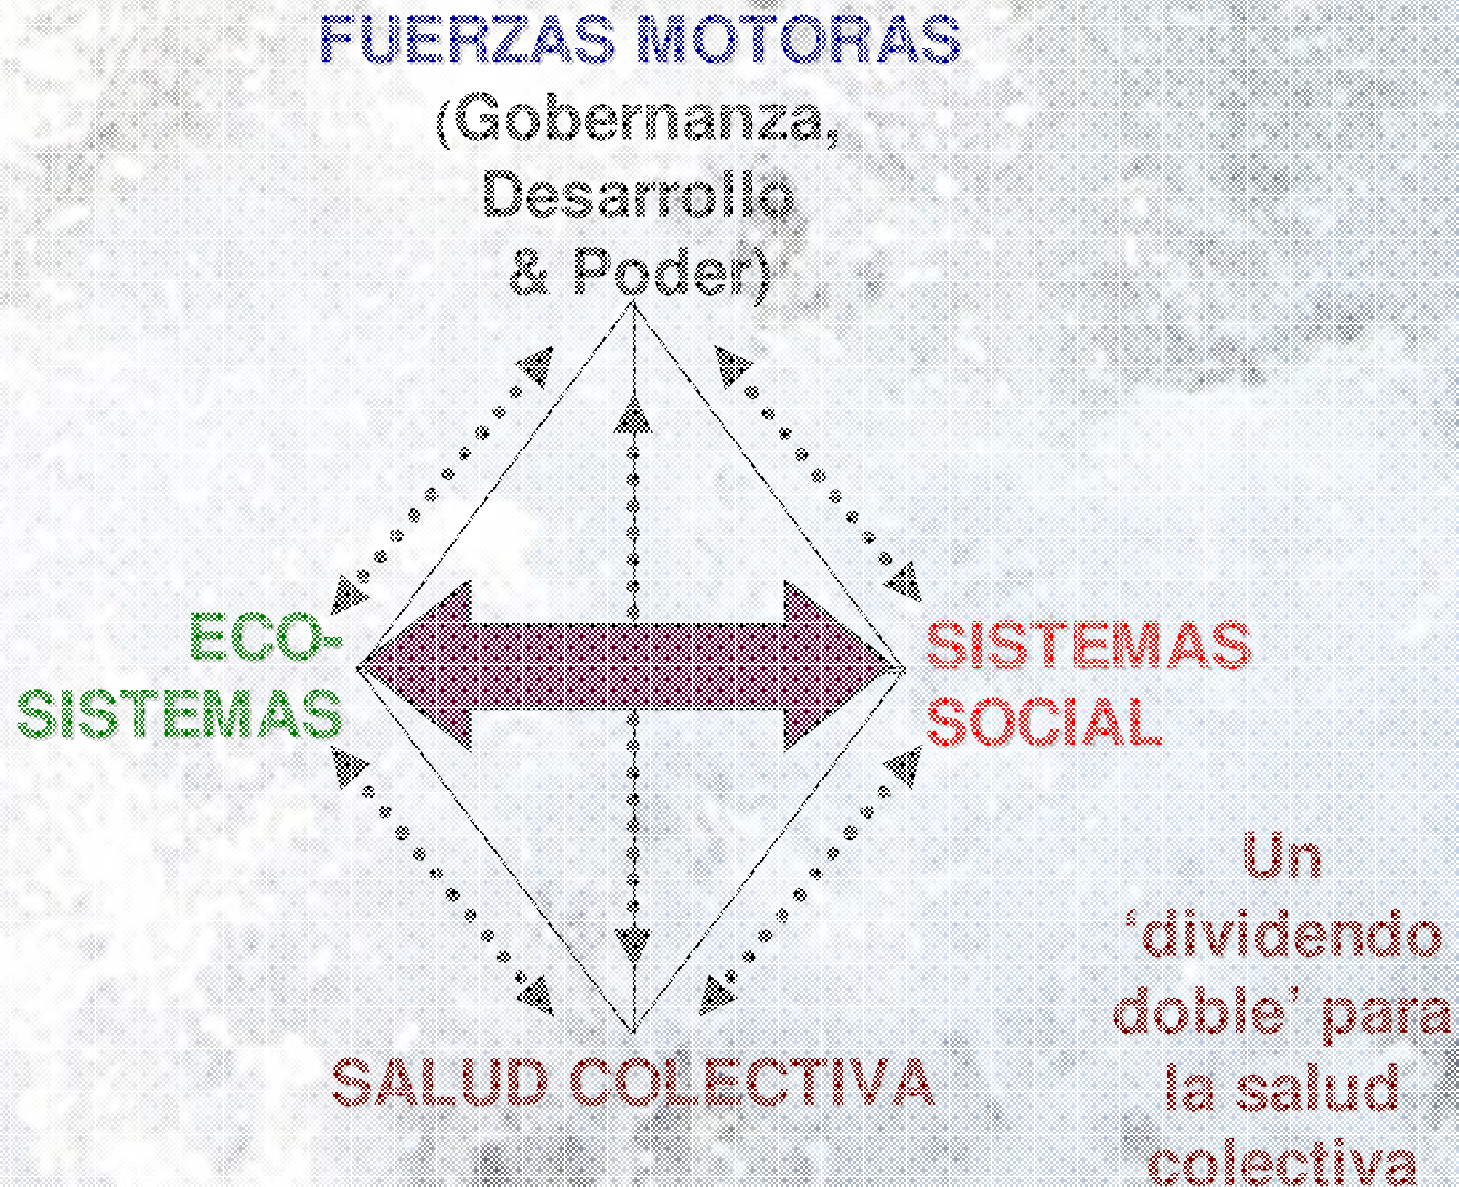 FUERZAS MOTORAS
(Gobernanza,
Desarrollo
& Poder)
ECO-
SISTEMAS
SISTEMAS
SOCIAL
SALUD COLECTIVA
Un
‘dividendo
doble’ para
la salud
colectiva